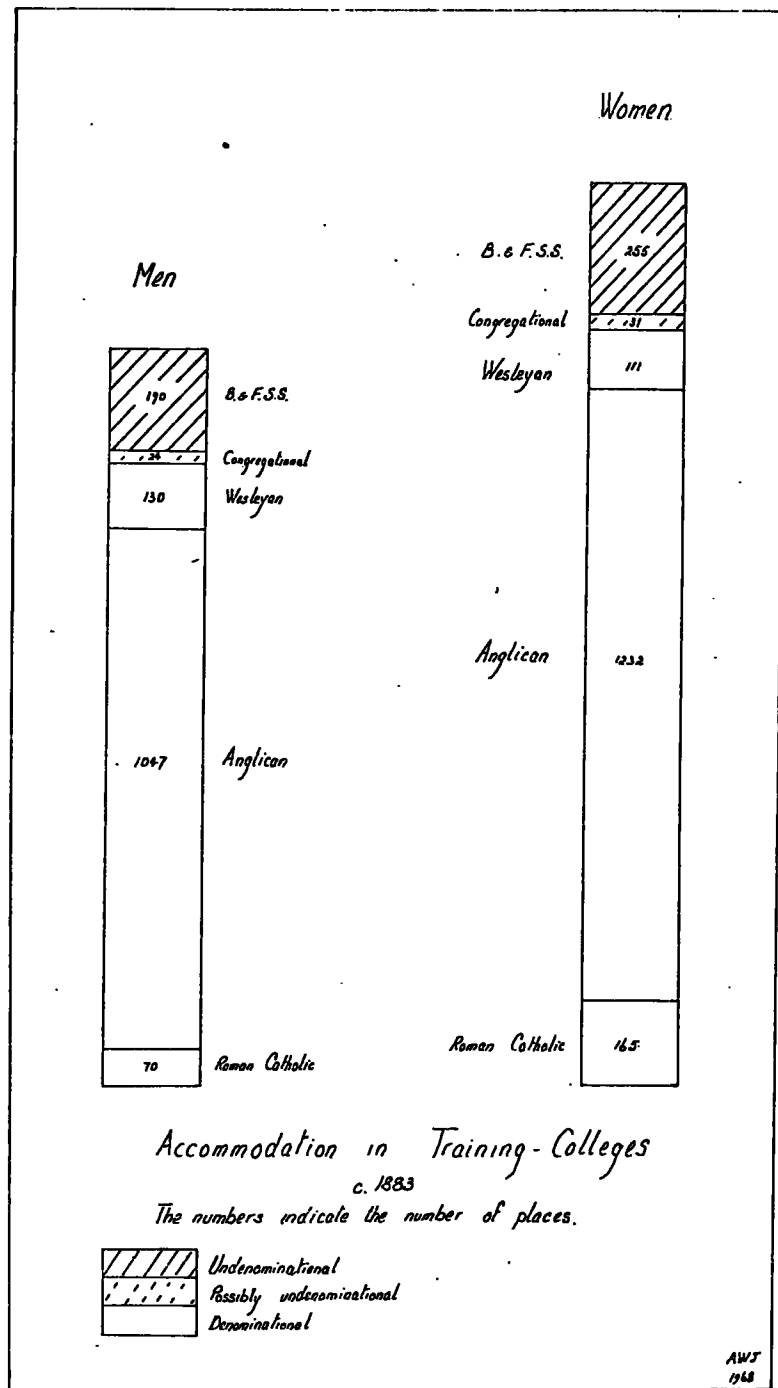 Women
Men
255 B. & F.S.S.
31 Congregational
111 Wesleyan
1232 Anglican
165 Roman Catholic
190 B. & F.S.S.
24 Congregational
130 Wesleyan
1047 Anglican
70 Roman Catholic
Accommodation in Training-Colleges
c. 1883
The numbers indicate the number of places.
Undenominational
Possibly undenominational
Denominational
AWJ
1968